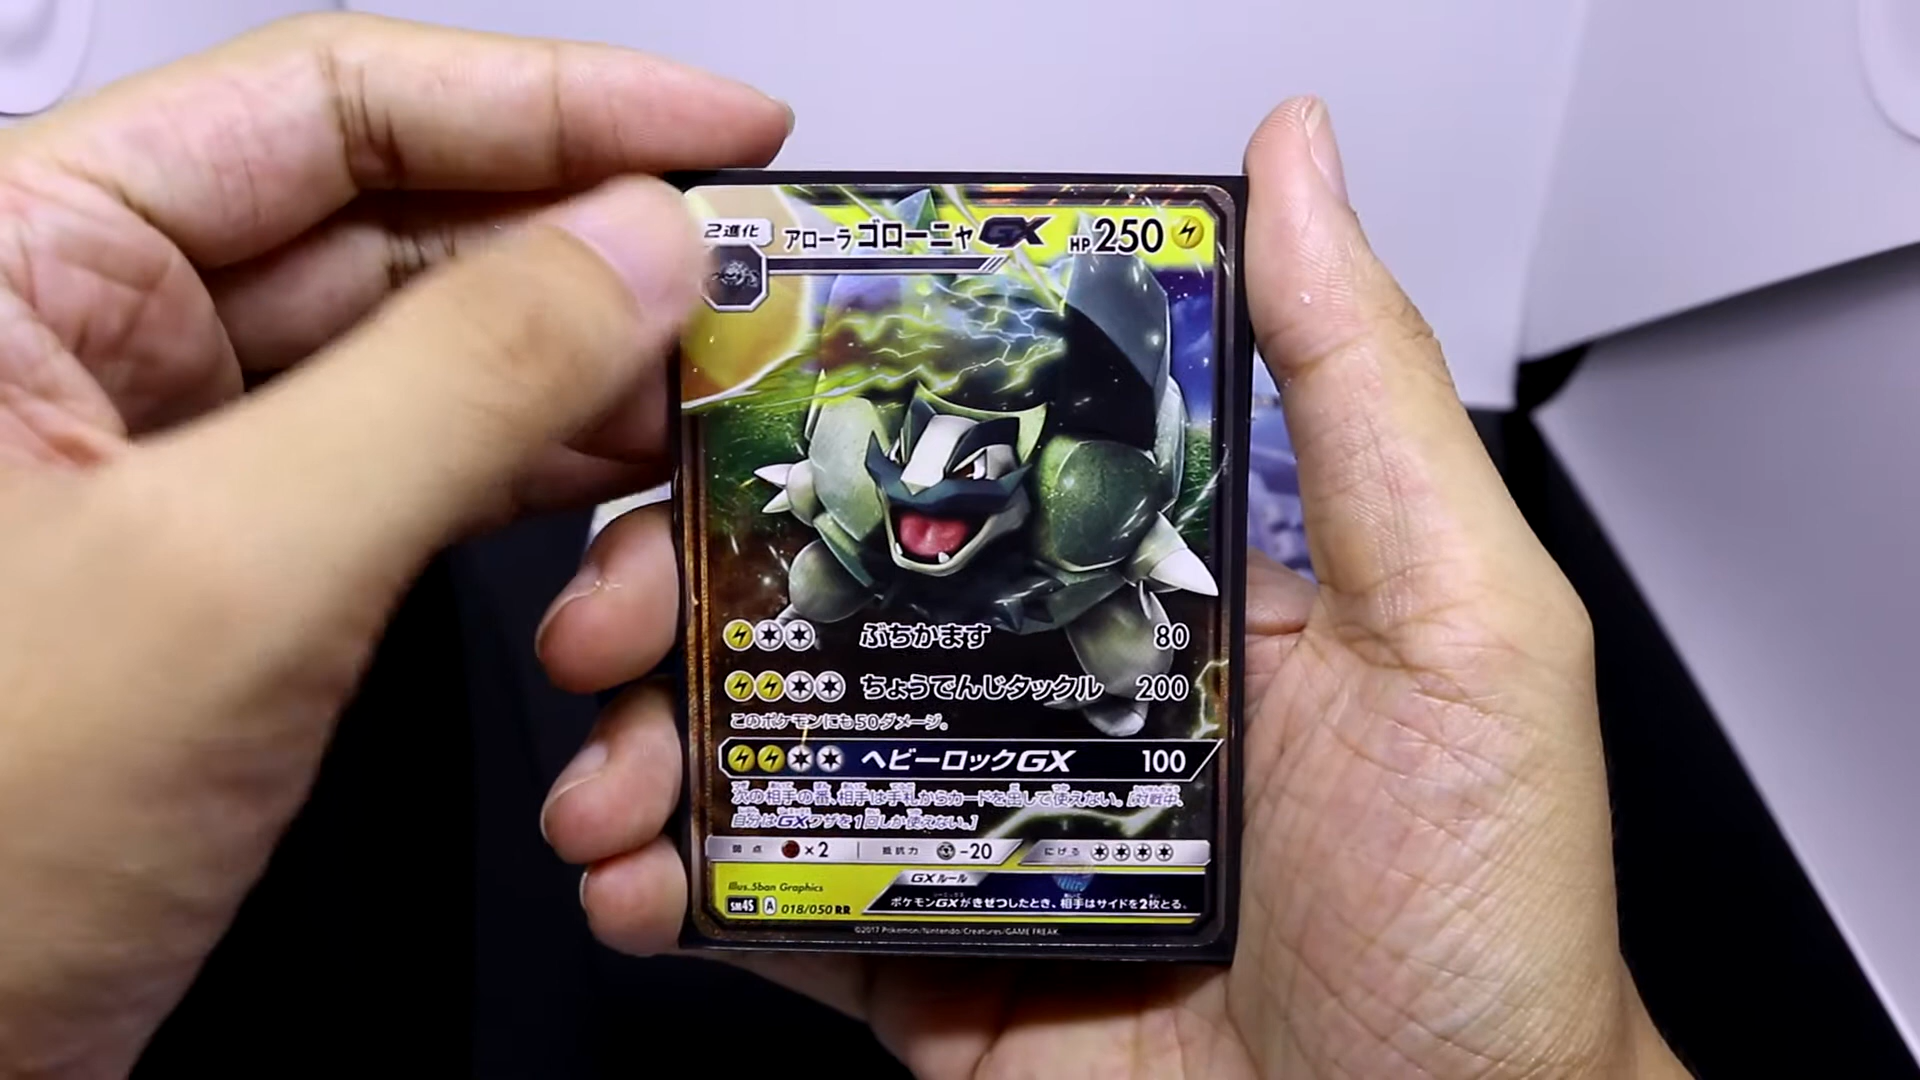 2進化 アローラゴローニャGX HP250
ぶちかます 80
ちょうでんじタックル 200
このポケモンにも50ダメージ。
ヘビーロックGX 100
次の相手の番、相手は手札からカードを出して使えない。[対戦中、
自分はGXワザを1回しか使えない。]
弱点 ×2 抵抗力 -20 にげる
GXルール
Illus.5ban Graphics
ポケモンGXがきぜつしたとき、相手はサイドを2枚とる。
SM4S A 018/050 RR
©2017 Pokémon/Nintendo/Creatures/GAME FREAK.